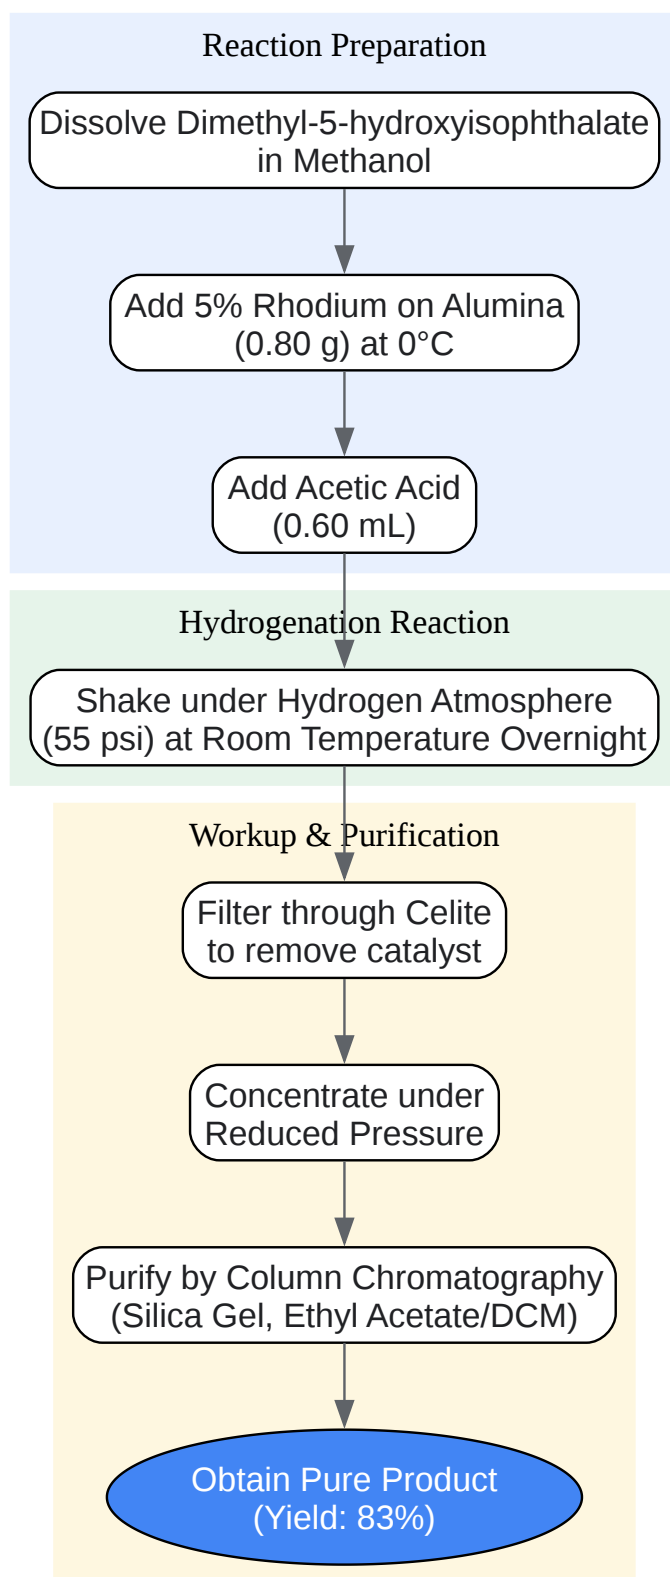 Reaction Preparation
Dissolve Dimethyl-5-hydroxyisophthalate
in Methanol
Add 5% Rhodium on Alumina
(0.80 g) at 0°C
Add Acetic Acid
(0.60 mL)
Hydrogenation Reaction
Shake under Hydrogen Atmosphere
(55 psi) at Room Temperature Overnight
Workup & Purification
Filter through Celite
to remove catalyst
Concentrate under
Reduced Pressure
Purify by Column Chromatography
(Silica Gel, Ethyl Acetate/DCM)
Obtain Pure Product
(Yield: 83%)